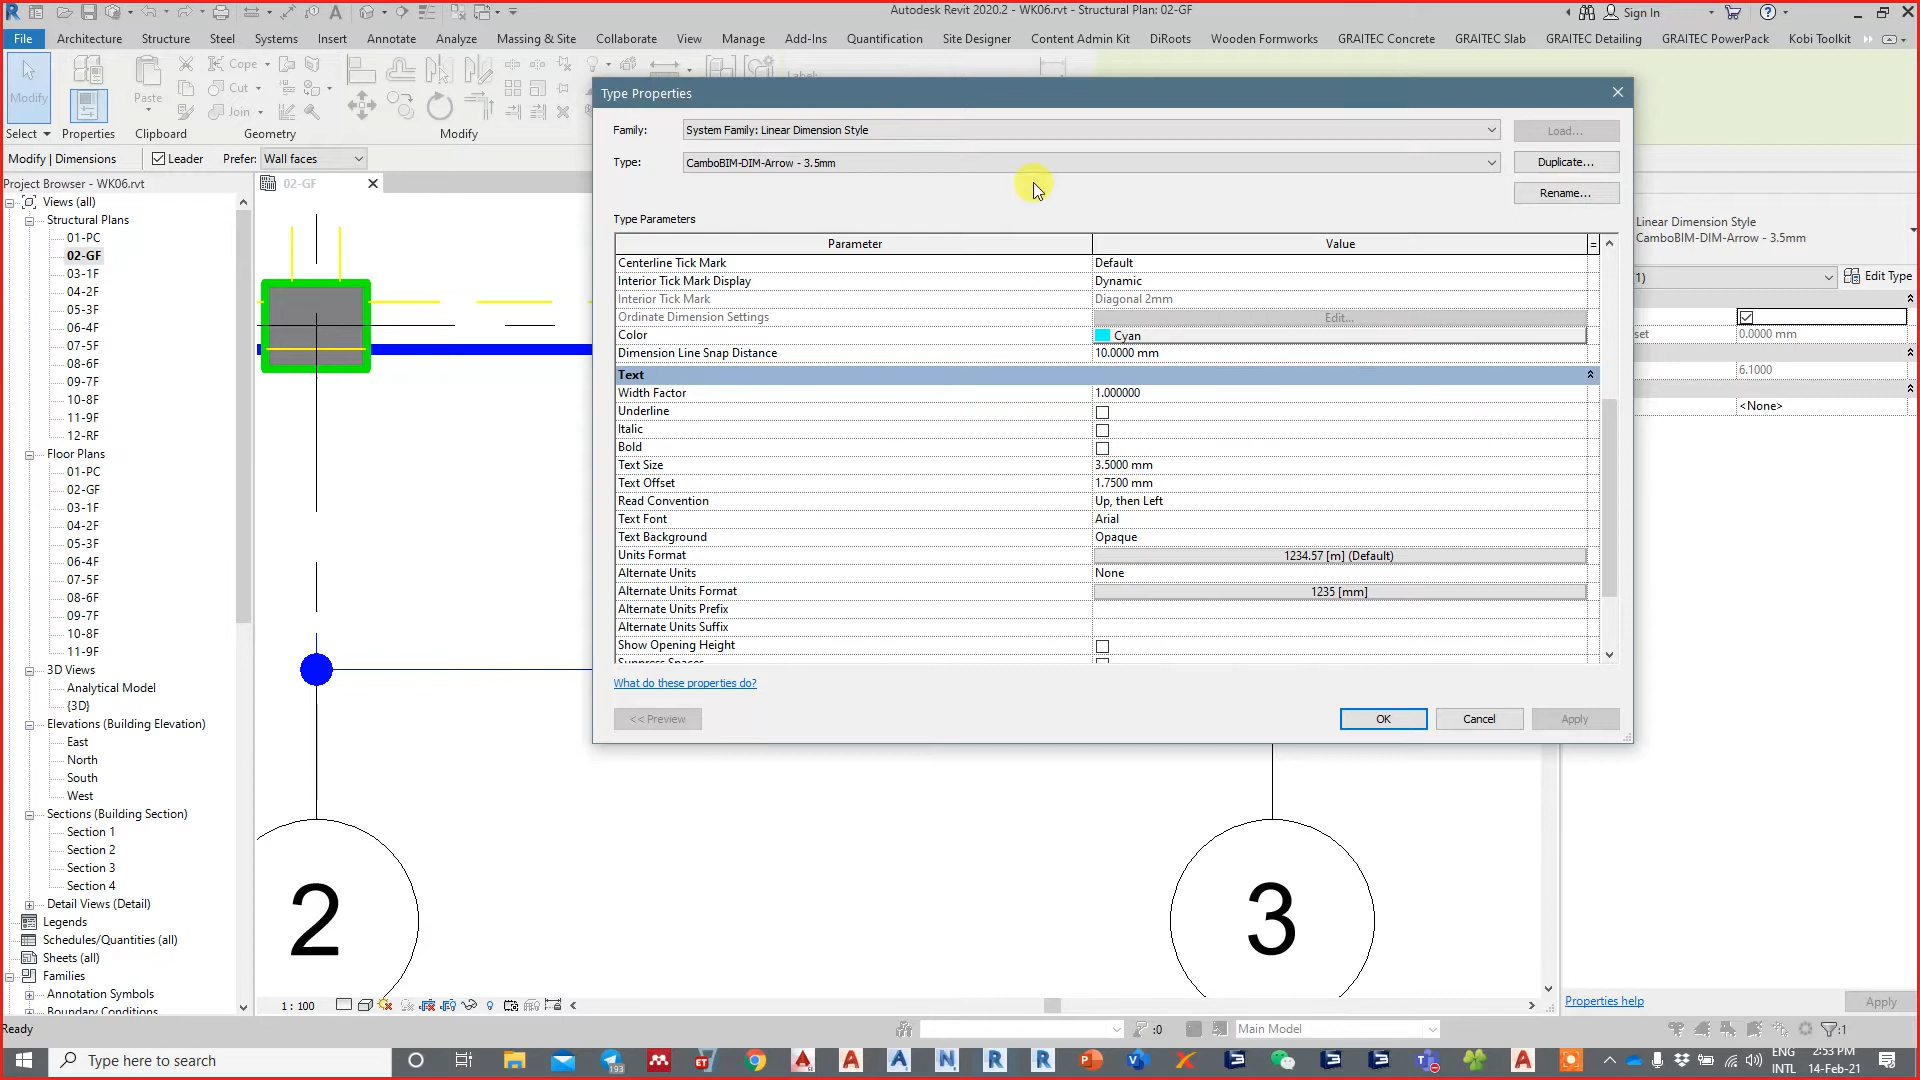 Autodesk Revit 2020.2 - WK06.rvt - Structural Plan: 02-GF
Sign In
File Architecture Structure Steel Systems Insert Annotate Analyze Massing & Site Collaborate View Manage Add-Ins Quantification Site Designer Content Admin Kit DiRoots Wooden Formworks GRAITEC Concrete GRAITEC Slab GRAITEC Detailing GRAITEC PowerPack Kobi Toolkit
Modify
Paste
Cope
Cut
Join
Label
Select Properties Clipboard Geometry Modify
Modify | Dimensions Leader Prefer: Wall faces
Project Browser - WK06.rvt
02-GF
Views (all)
Structural Plans
01-PC
02-GF
03-1F
04-2F
05-3F
06-4F
07-5F
08-6F
09-7F
10-8F
11-9F
12-RF
Floor Plans
01-PC
02-GF
03-1F
04-2F
05-3F
06-4F
07-5F
08-6F
09-7F
10-8F
11-9F
3D Views
Analytical Model
{3D}
Elevations (Building Elevation)
East
North
South
West
Sections (Building Section)
Section 1
Section 2
Section 3
Section 4
Detail Views (Detail)
Legends
Schedules/Quantities (all)
Sheets (all)
Families
Annotation Symbols
Boundary Conditions
Type Properties
Family: System Family: Linear Dimension Style Load...
Type: CamboBIM-DIM-Arrow - 3.5mm Duplicate...
Rename...
Type Parameters
Parameter Value =
Centerline Tick Mark Default
Interior Tick Mark Display Dynamic
Interior Tick Mark Diagonal 2mm
Ordinate Dimension Settings Edit...
Color Cyan
Dimension Line Snap Distance 10.0000 mm
Text
Width Factor 1.000000
Underline
Italic
Bold
Text Size 3.5000 mm
Text Offset 1.7500 mm
Read Convention Up, then Left
Text Font Arial
Text Background Opaque
Units Format 1234.57 [m] (Default)
Alternate Units None
Alternate Units Format 1235 [mm]
Alternate Units Prefix
Alternate Units Suffix
Show Opening Height
Suppress Spaces
What do these properties do?
<< Preview OK Cancel Apply
Linear Dimension Style
CamboBIM-DIM-Arrow - 3.5mm
1) Edit Type
set 0.0000 mm
6.1000
<None>
2
3
1 : 100
Properties help Apply
Ready
:0
Main Model
:1
Type here to search
193
ENG
INTL
2:53 PM
14-Feb-21